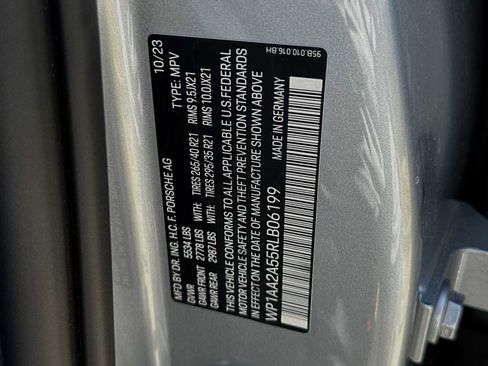 MFD BY DR. ING. H.C. F. PORSCHE AG 10/23
GVWR 5534 LBS TYPE: MPV
GAWR FRONT 2778 LBS WITH: TIRES 265/40 R21 RIMS 9.5JX21
GAWR REAR 2987 LBS WITH: TIRES 295/35 R21 RIMS 10.0JX21
THIS VEHICLE CONFORMS TO ALL APPLICABLE U.S. FEDERAL
MOTOR VEHICLE SAFETY AND THEFT PREVENTION STANDARDS
IN EFFECT ON THE DATE OF MANUFACTURE SHOWN ABOVE
WP1AA2A55RLB06199 MADE IN GERMANY
95B.010.016.BH